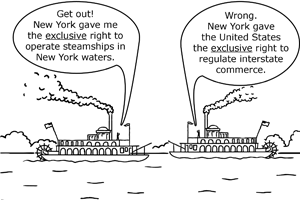 Get out!
New York gave me
the exclusive right to
operate steamships in
New York waters.
Wrong.
New York gave
the United States
the exclusive right to
regulate interstate
commerce.